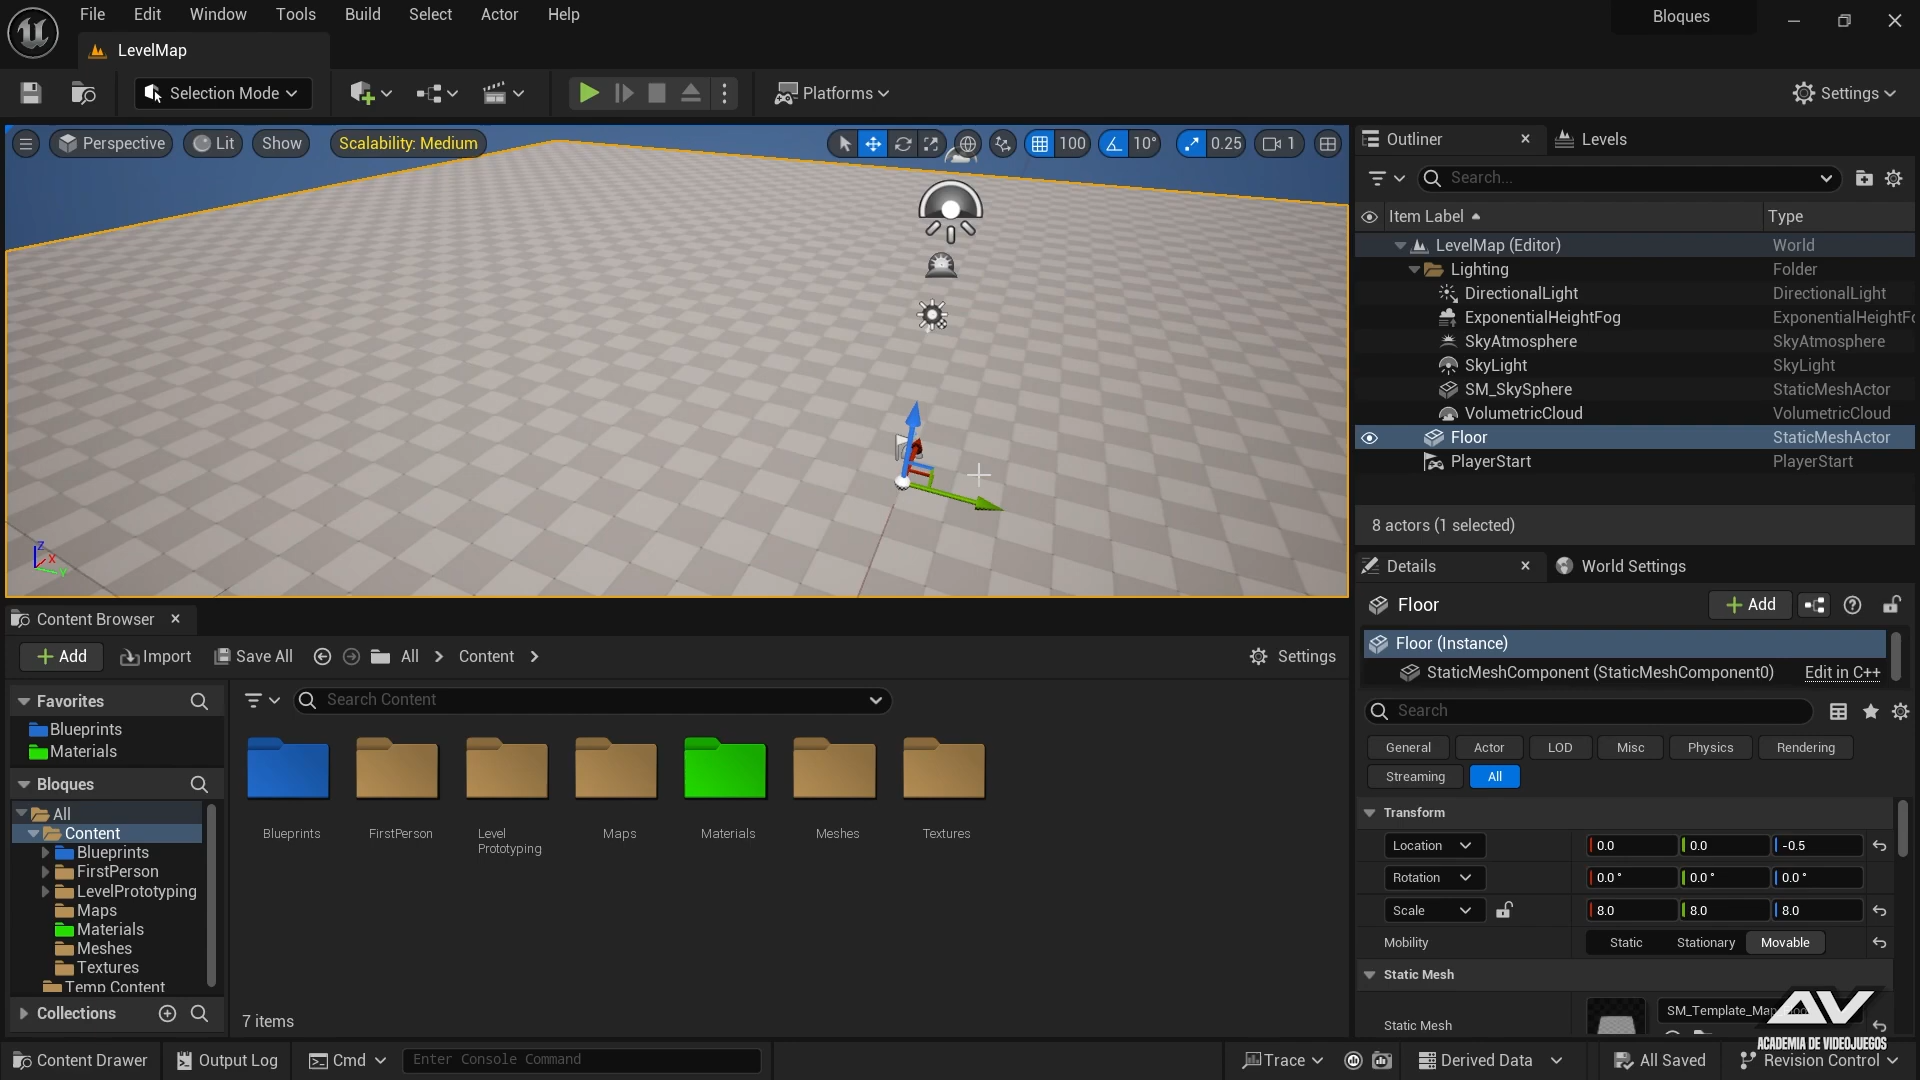 File Edit Window Tools Build Select Actor Help
Bloques
LevelMap
Selection Mode
Platforms
Settings
Perspective Lit Show Scalability: Medium
100 10° 0.25 1
Z
X
Y
Outliner
Levels
Search...
Item Label Type
LevelMap (Editor) World
Lighting Folder
DirectionalLight DirectionalLight
ExponentialHeightFog ExponentialHeightFo
SkyAtmosphere SkyAtmosphere
SkyLight SkyLight
SM_SkySphere StaticMeshActor
VolumetricCloud VolumetricCloud
Floor StaticMeshActor
PlayerStart PlayerStart
8 actors (1 selected)
Details
World Settings
Floor
Add
Floor (Instance)
StaticMeshComponent (StaticMeshComponent0) Edit in C++
Search
General Actor LOD Misc Physics Rendering
Streaming All
Transform
Location 0.0 0.0 -0.5
Rotation 0.0 ° 0.0 ° 0.0 °
Scale 8.0 8.0 8.0
Mobility Static Stationary Movable
Static Mesh
Static Mesh
Content Browser
Add Import Save All All Content Settings
Favorites
Blueprints
Materials
Bloques
All
Content
Blueprints
FirstPerson
LevelPrototyping
Maps
Materials
Meshes
Textures
Temp Content
Collections
Search Content
Blueprints
FirstPerson
Level
Prototyping
Maps
Materials
Meshes
Textures
7 items
AV
ACADEMIA DE VIDEOJUEGOS
Content Drawer Output Log Cmd Enter Console Command Trace Derived Data All Saved Revision Control